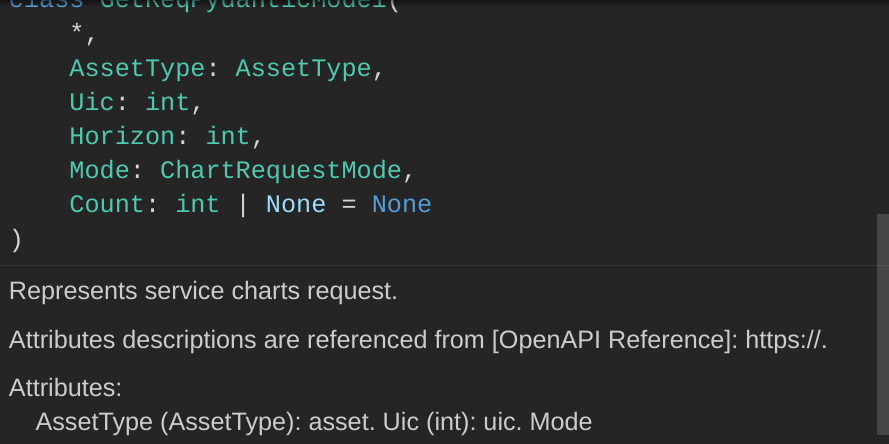 class GetReqPydanticModel(
*,
AssetType: AssetType,
Uic: int,
Horizon: int,
Mode: ChartRequestMode,
Count: int | None = None
)
Represents service charts request.
Attributes descriptions are referenced from [OpenAPI Reference]: https://.
Attributes:
AssetType (AssetType): asset. Uic (int): uic. Mode